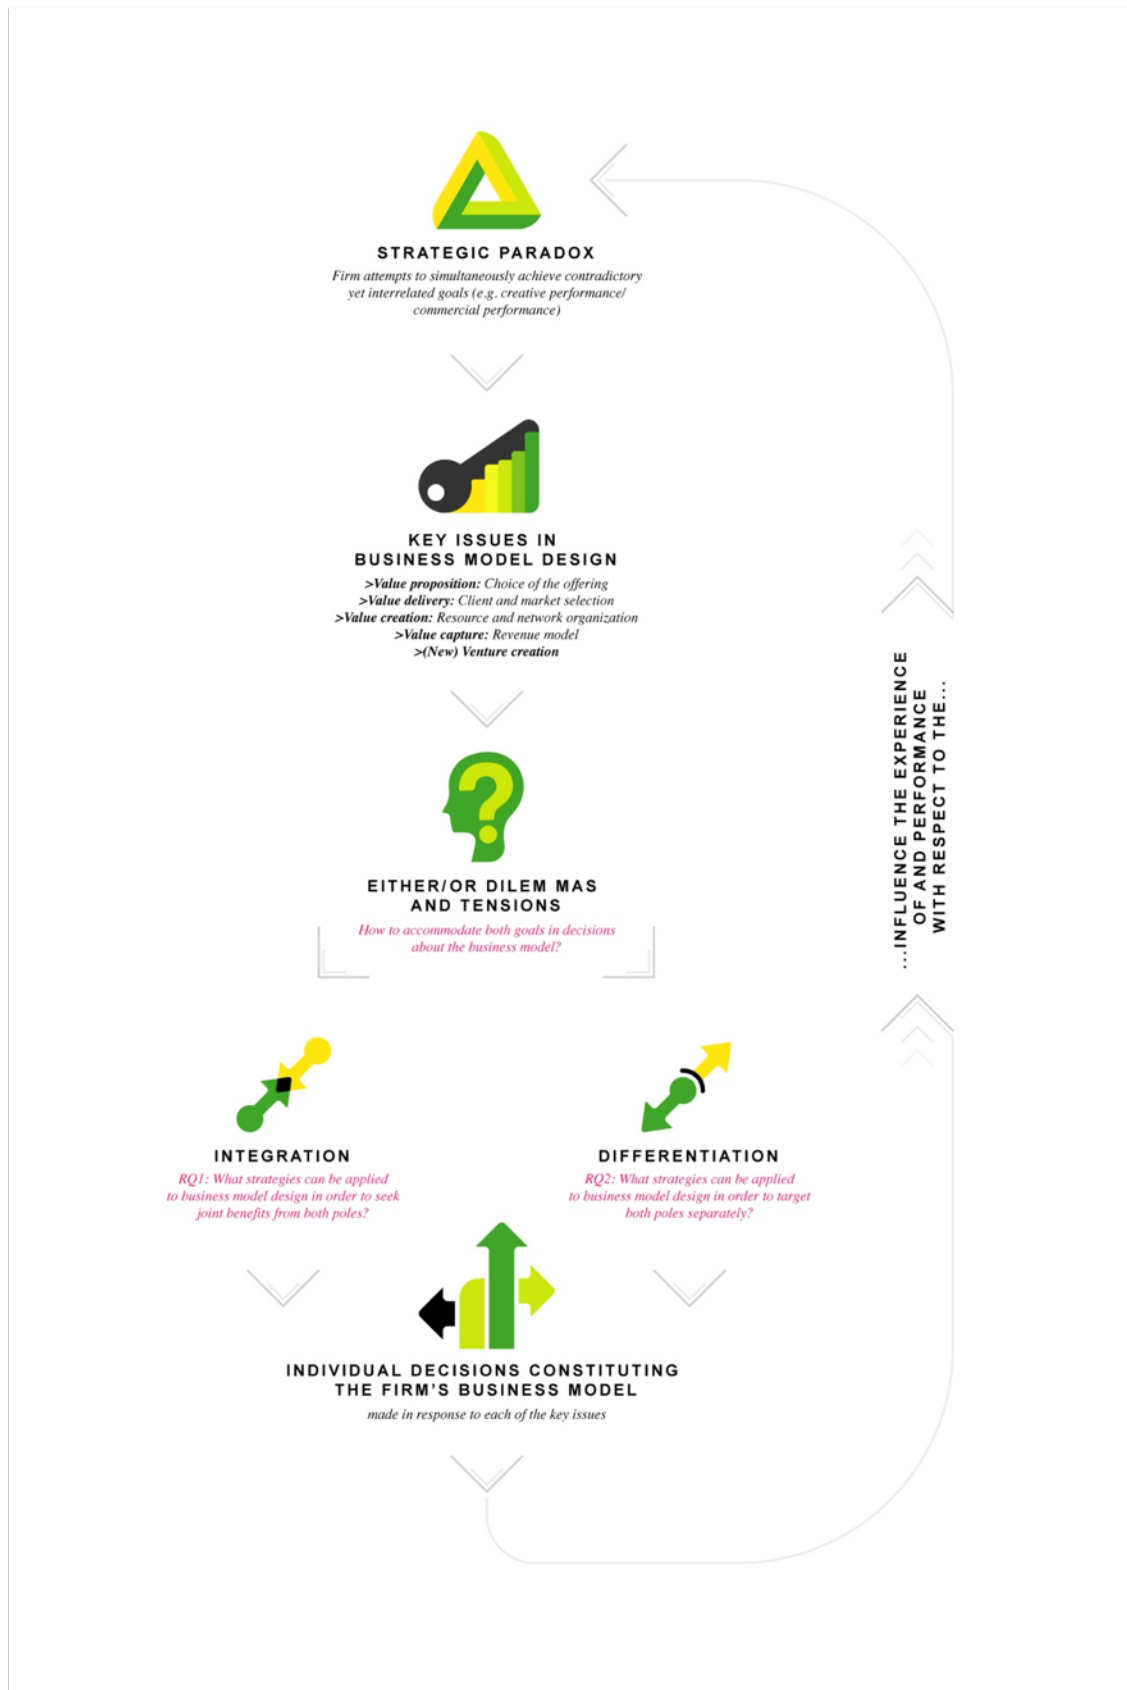 STRATEGIC PARADOX
Firm attempts to simultaneously achieve contradictory
yet interrelated goals (e.g. creative performance/
commercial performance)
KEY ISSUES IN
BUSINESS MODEL DESIGN
>Value proposition: Choice of the offering
>Value delivery: Client and market selection
>Value creation: Resource and network organization
>Value capture: Revenue model
>(New) Venture creation
EITHER/OR DILEM MAS
AND TENSIONS
How to accommodate both goals in decisions
about the business model?
INTEGRATION
RQ1: What strategies can be applied
to business model design in order to seek
joint benefits from both poles?
DIFFERENTIATION
RQ2: What strategies can be applied
to business model design in order to target
both poles separately?
INDIVIDUAL DECISIONS CONSTITUTING
THE FIRM'S BUSINESS MODEL
made in response to each of the key issues
...INFLUENCE THE EXPERIENCE
OF AND PERFORMANCE
WITH RESPECT TO THE...